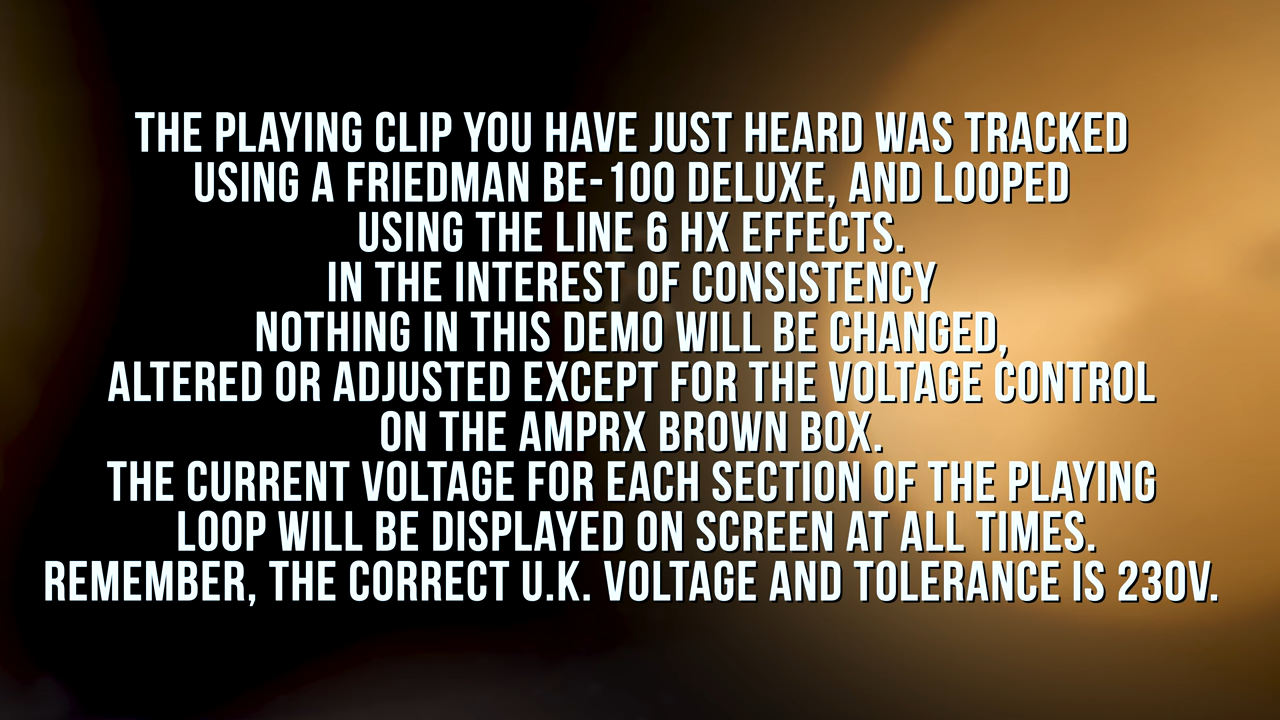 THE PLAYING CLIP YOU HAVE JUST HEARD WAS TRACKED
USING A FRIEDMAN BE-100 DELUXE, AND LOOPED
USING THE LINE 6 HX EFFECTS.
IN THE INTEREST OF CONSISTENCY
NOTHING IN THIS DEMO WILL BE CHANGED,
ALTERED OR ADJUSTED EXCEPT FOR THE VOLTAGE CONTROL
ON THE AMPRX BROWN BOX.
THE CURRENT VOLTAGE FOR EACH SECTION OF THE PLAYING
LOOP WILL BE DISPLAYED ON SCREEN AT ALL TIMES.
REMEMBER, THE CORRECT U.K. VOLTAGE AND TOLERANCE IS 230V.